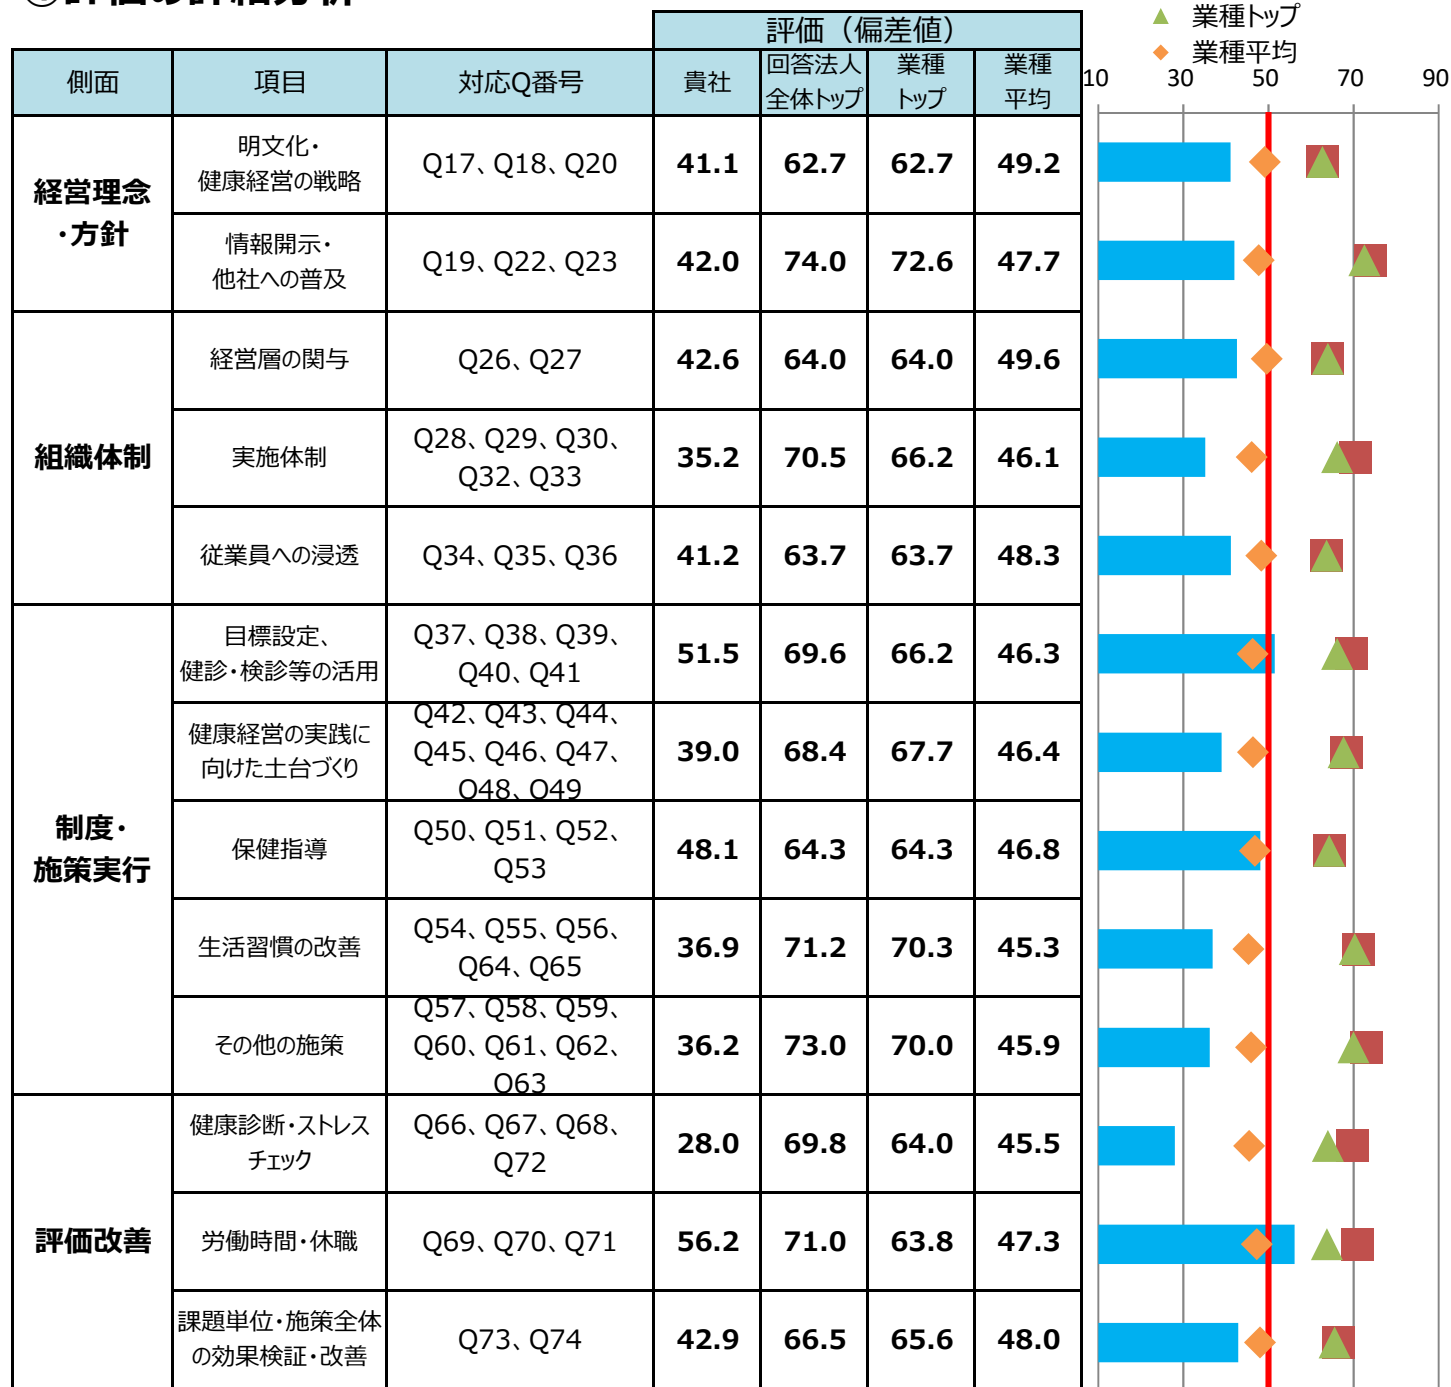 評価の詳細分析
▲ 業種トップ
◆ 業種平均
評価（偏差値）
側面 項目 対応Q番号 貴社 回答法人 業種 業種
全体トップ トップ 平均
10 30 50 70 90
経営理念
・方針
明文化・
健康経営の戦略
Q17、Q18、Q20 41.1 62.7 62.7 49.2
情報開示・
他社への普及
Q19、Q22、Q23 42.0 74.0 72.6 47.7
組織体制
経営層の関与 Q26、Q27 42.6 64.0 64.0 49.6
実施体制
Q28、Q29、Q30、
Q32、Q33
35.2 70.5 66.2 46.1
従業員への浸透 Q34、Q35、Q36 41.2 63.7 63.7 48.3
制度・
施策実行
目標設定、
健診・検診等の活用
Q37、Q38、Q39、
Q40、Q41
51.5 69.6 66.2 46.3
健康経営の実践に
向けた土台づくり
Q42、Q43、Q44、
Q45、Q46、Q47、
Q48、Q49
39.0 68.4 67.7 46.4
保健指導
Q50、Q51、Q52、
Q53
48.1 64.3 64.3 46.8
生活習慣の改善
Q54、Q55、Q56、
Q64、Q65
36.9 71.2 70.3 45.3
その他の施策
Q57、Q58、Q59、
Q60、Q61、Q62、
Q63
36.2 73.0 70.0 45.9
評価改善
健康診断・ストレス
チェック
Q66、Q67、Q68、
Q72
28.0 69.8 64.0 45.5
労働時間・休職 Q69、Q70、Q71 56.2 71.0 63.8 47.3
課題単位・施策全体
の効果検証・改善
Q73、Q74 42.9 66.5 65.6 48.0